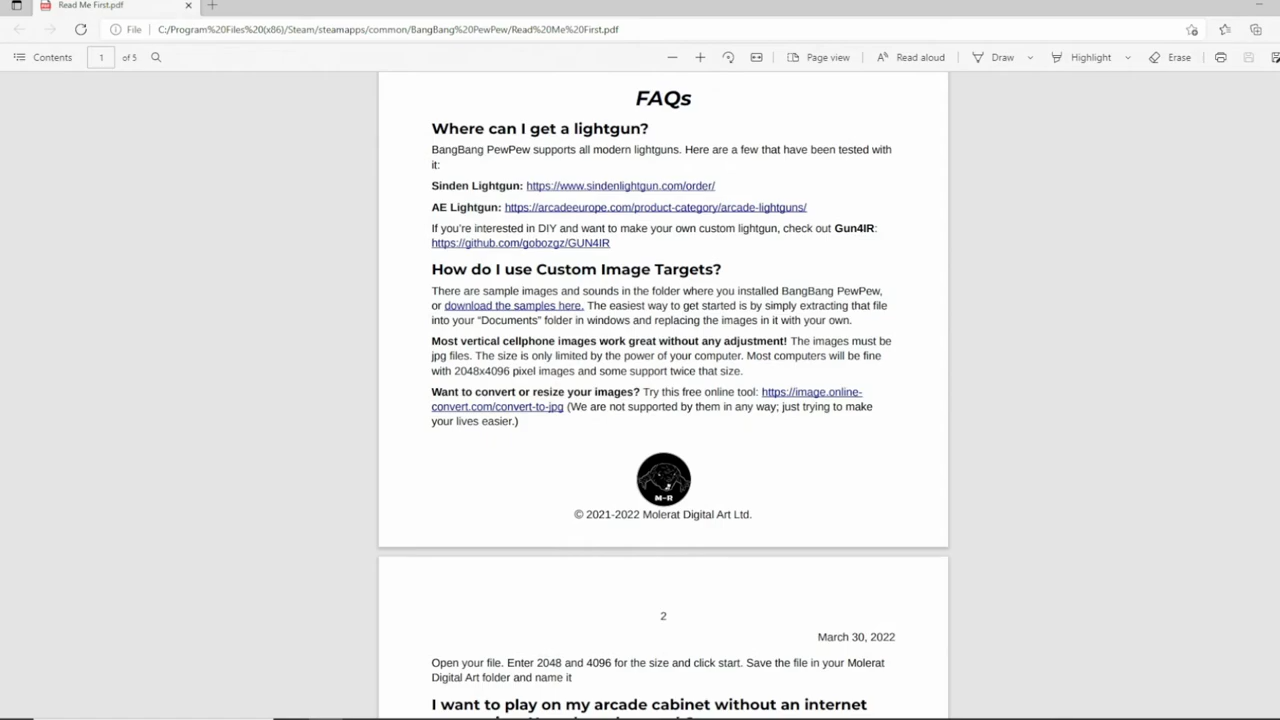 Read Me First.pdf
File
C:/Program%20Files%20(x86)/Steam/steamapps/common/BangBang%20PewPew/Read%20Me%20First.pdf
Contents 1 of 5 Page view Read aloud Draw Highlight Erase
FAQs
Where can I get a lightgun?
BangBang PewPew supports all modern lightguns. Here are a few that have been tested with
it:
Sinden Lightgun: https://www.sindenlightgun.com/order/
AE Lightgun: https://arcadeeurope.com/product-category/arcade-lightguns/
If you're interested in DIY and want to make your own custom lightgun, check out Gun4IR:
https://github.com/gobozgz/GUN4IR
How do I use Custom Image Targets?
There are sample images and sounds in the folder where you installed BangBang PewPew,
or download the samples here. The easiest way to get started is by simply extracting that file
into your “Documents” folder in windows and replacing the images in it with your own.
Most vertical cellphone images work great without any adjustment! The images must be
jpg files. The size is only limited by the power of your computer. Most computers will be fine
with 2048x4096 pixel images and some support twice that size.
Want to convert or resize your images? Try this free online tool: https://image.online-
convert.com/convert-to-jpg (We are not supported by them in any way; just trying to make
your lives easier.)
M-R
© 2021-2022 Molerat Digital Art Ltd.
2
March 30, 2022
Open your file. Enter 2048 and 4096 for the size and click start. Save the file in your Molerat
Digital Art folder and name it
I want to play on my arcade cabinet without an internet